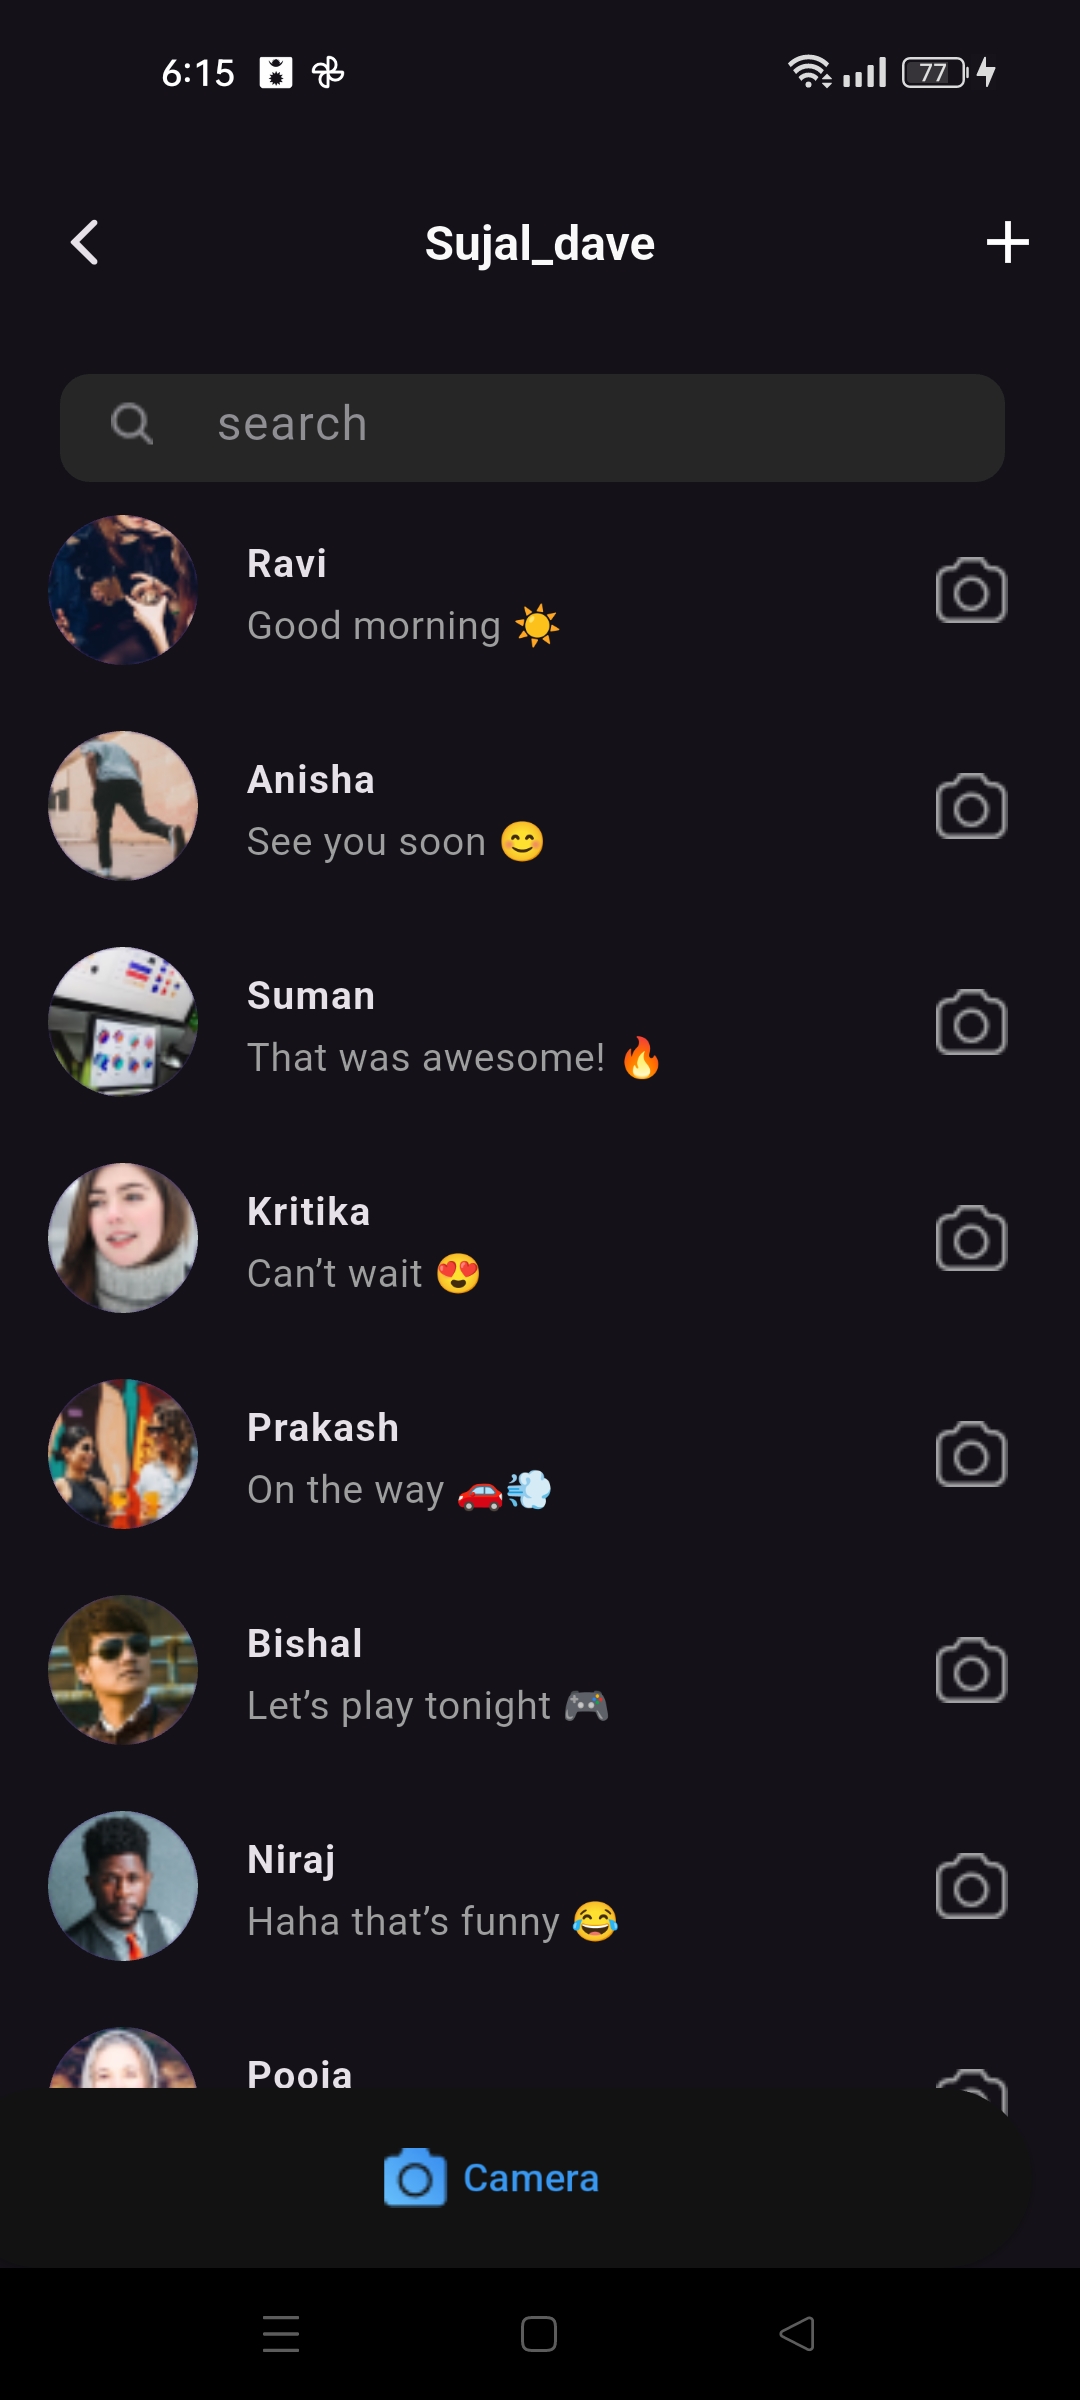 6:15
77
Sujal_dave
search
Ravi
Good morning ☀️
Anisha
See you soon 😊
Suman
That was awesome! 🔥
Kritika
Can’t wait 😍
Prakash
On the way 🚗💨
Bishal
Let’s play tonight 🎮
Niraj
Haha that’s funny 😂
Pooja
Camera